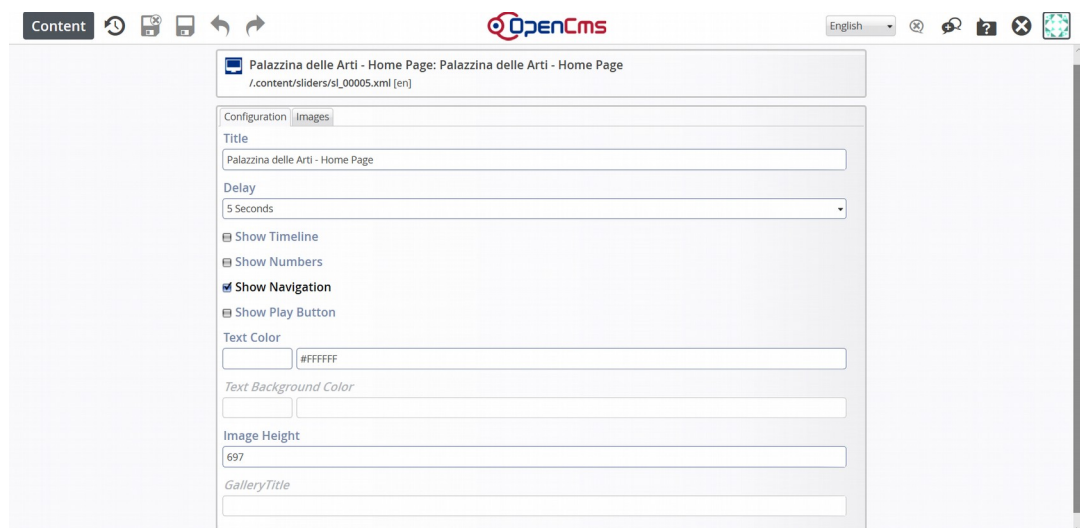 Content
OpenCms
English
Palazzina delle Arti - Home Page: Palazzina delle Arti - Home Page
/.content/sliders/sl_00005.xml [en]
Configuration Images
Title
Palazzina delle Arti - Home Page
Delay
5 Seconds
Show Timeline
Show Numbers
Show Navigation
Show Play Button
Text Color
#FFFFFF
Text Background Color
Image Height
697
GalleryTitle